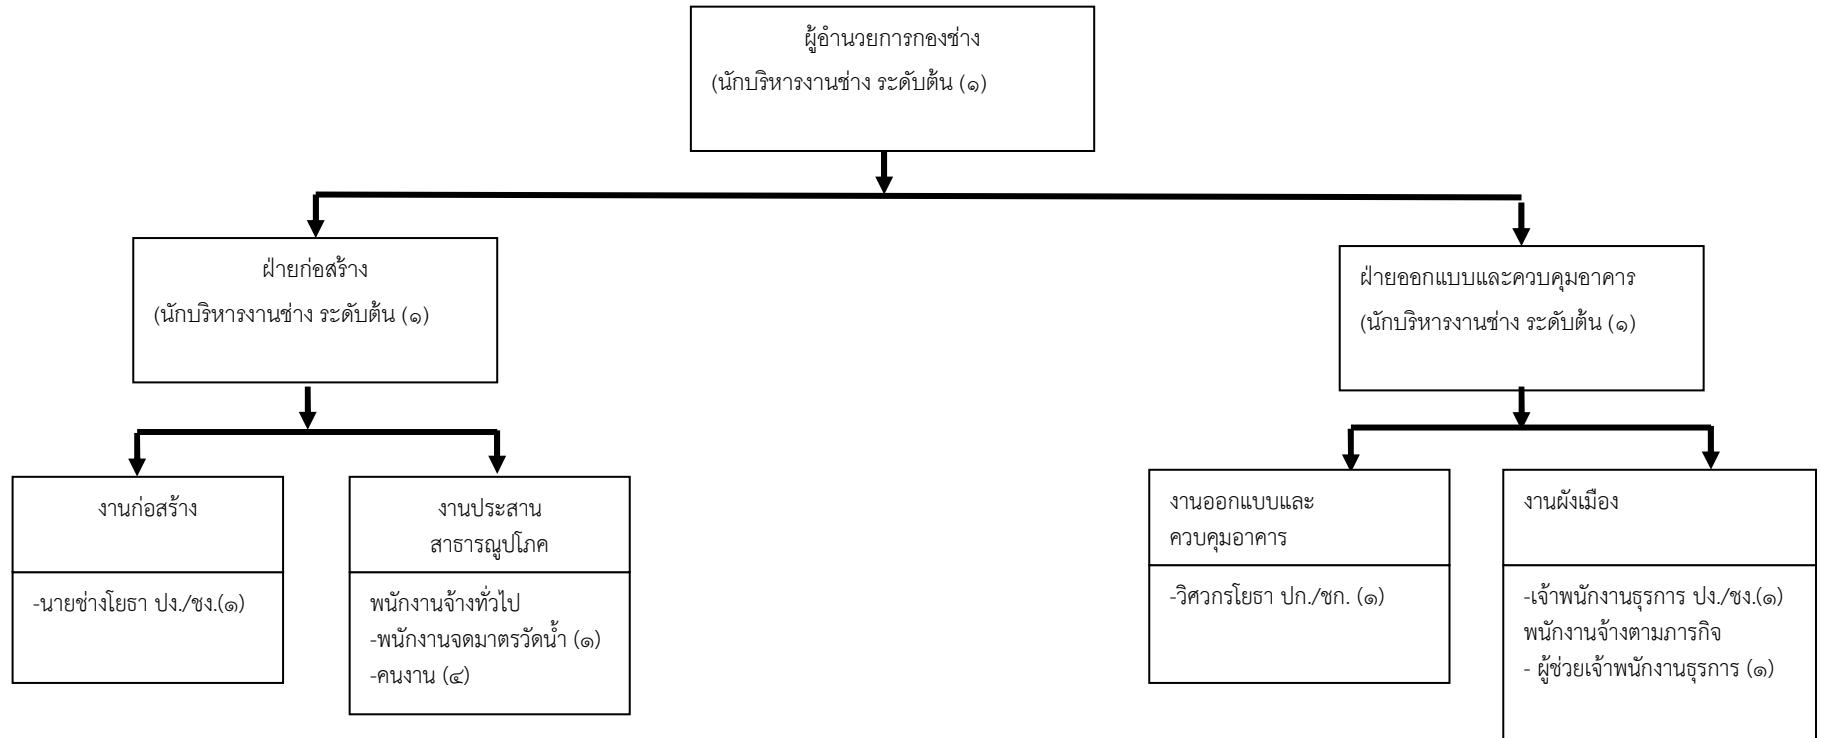 ผู้อำนวยการกองช่าง
(นักบริหารงานช่าง ระดับต้น (๑)
ฝ่ายก่อสร้าง
(นักบริหารงานช่าง ระดับต้น (๑)
ฝ่ายออกแบบและควบคุมอาคาร
(นักบริหารงานช่าง ระดับต้น (๑)
งานก่อสร้าง
-นายช่างโยธา ปง./ชง.(๑)
งานประสาน
สาธารณูปโภค
พนักงานจ้างทั่วไป
-พนักงานจดมาตรวัดน้ำ (๑)
-คนงาน (๔)
งานออกแบบและ
ควบคุมอาคาร
-วิศวกรโยธา ปก./ชก. (๑)
งานผังเมือง
-เจ้าพนักงานธุรการ ปง./ชง.(๑)
พนักงานจ้างตามภารกิจ
- ผู้ช่วยเจ้าพนักงานธุรการ (๑)